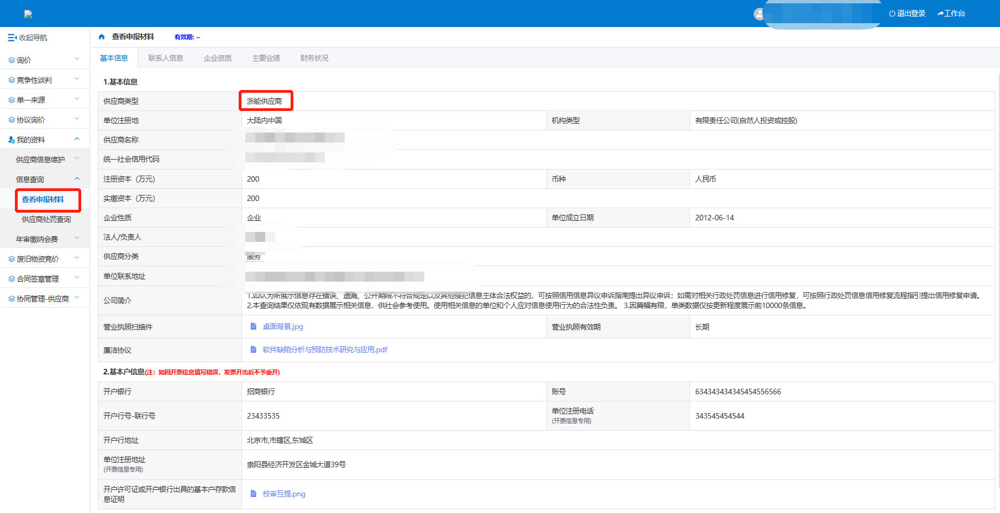 退出登录 工作台
收起导航
查看申报材料 有效期: ~
询价
竞争性谈判
单一来源
协议询价
我的资料
供应商信息维护
信息查询
查看申报材料
供应商处罚查询
年审缴纳会费
废旧物资竞价
合同签章管理
协同管理-供应商
基本信息 联系人信息 企业资质 主要业绩 财务状况
1.基本信息
供应商类型 浙能供应商
单位注册地 大陆内中国 机构类型 有限责任公司(自然人投资或控股)
供应商名称
统一社会信用代码
注册资本（万元） 200 币种 人民币
实缴资本（万元） 200
企业性质 企业 单位成立日期 2012-06-14
法人/负责人
供应商分类 服务
单位联系地址
公司简介 1.如认为所展示信息存在错误、遗漏、公开期限不符合规定以及其他侵犯信息主体合法权益的，可按照信用信息异议申诉指南提出异议申诉；如需对相关行政处罚信息进行信用修复，可按照行政处罚信息信用修复流程指引提出信用修复申请。
2.本查询结果仅依现有数据展示相关信息，供社会参考使用。使用相关信息的单位和个人应对信息使用行为的合法性负责。 3.因篇幅有限，单类数据仅按更新程度展示前10000条信息。
营业执照扫描件 桌面背景.jpg 营业执照有效期 长期
廉洁协议 软件缺陷分析与预防技术研究与应用.pdf
2.基本户信息(注：如因开票信息填写错误，发票开出后不予重开)
开户银行 招商银行 账号 634343434345454556566
开户行号-联行号 23433535 单位注册电话 343545454544
(开票信息专用)
开户行地址 北京市,市辖区,东城区
单位注册地址 崇阳县经济开发区金城大道39号
(开票信息专用)
开户许可证或开户银行出具的基本户存款信 校审互提.png
息证明